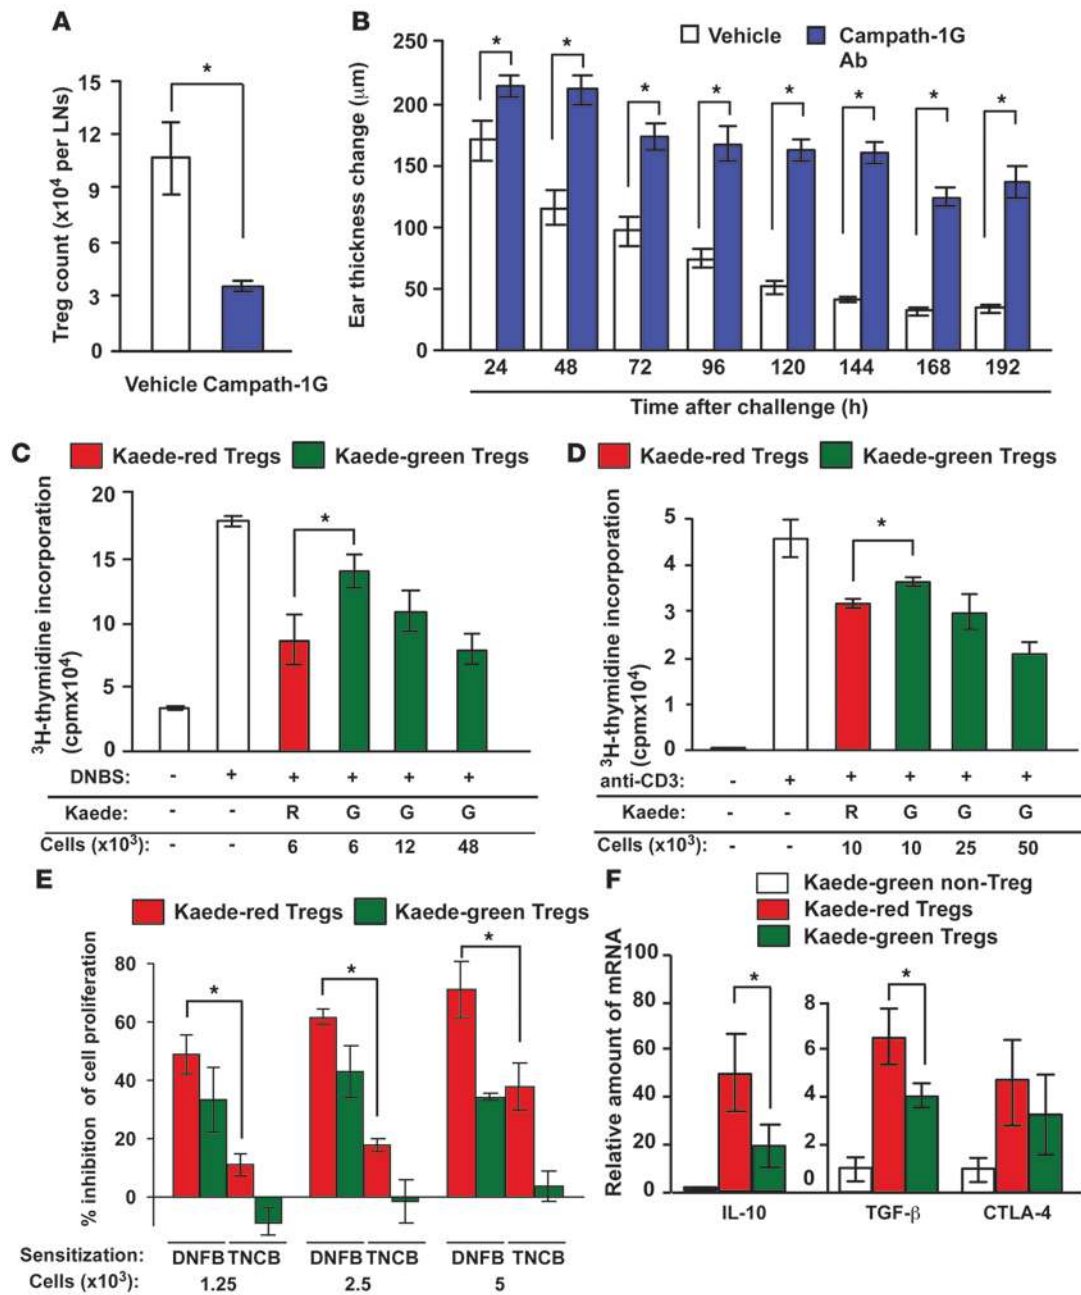 A
Treg count (x10⁴ per LNs)
15
12
9
6
3
0
*
Vehicle Campath-1G
B
Ear thickness change (μm)
250
200
150
100
50
0
Vehicle
Campath-1G
Ab
* * * * * * * *
24 48 72 96 120 144 168 192
Time after challenge (h)
C
Kaede-red Tregs Kaede-green Tregs
³H-thymidine incorporation
(cpmx10⁴)
20
15
10
5
0
*
DNBS: - + + + + +
Kaede: - - R G G G
Cells (x10³): - - 6 6 12 48
D
Kaede-red Tregs Kaede-green Tregs
³H-thymidine incorporation
(cpmx10⁴)
5
4
3
2
1
0
*
anti-CD3: - + + + + +
Kaede: - - R G G G
Cells (x10³): - - 10 10 25 50
E
Kaede-red Tregs Kaede-green Tregs
% inhibition of cell proliferation
80
60
40
20
0
* * *
Sensitization: DNFB TNCB DNFB TNCB DNFB TNCB
Cells (x10³): 1.25 2.5 5
F
Kaede-green non-Treg
Kaede-red Tregs
Kaede-green Tregs
Relative amount of mRNA
100
80
60
40
20
0
*
8
6
4
2
0
*
IL-10 TGF-β CTLA-4